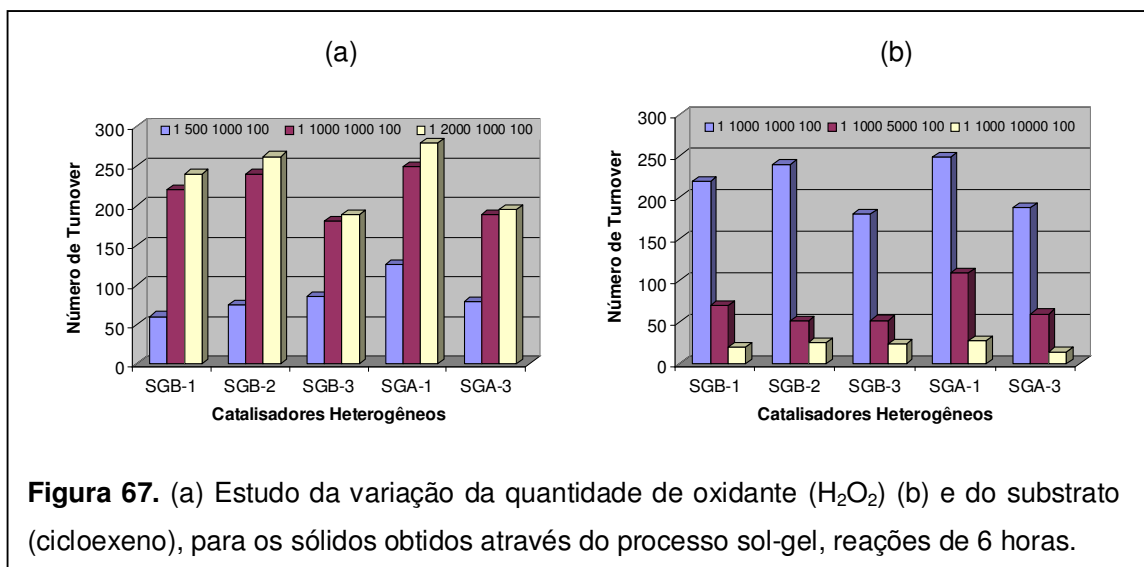 (a)
(b)
1 500 1000 100 1 1000 1000 100 1 2000 1000 100
300
250
200
150
100
50
0
Número de Turnover
SGB-1 SGB-2 SGB-3 SGA-1 SGA-3
Catalisadores Heterogêneos
1 1000 1000 100 1 1000 5000 100 1 1000 10000 100
300
250
200
150
100
50
0
Número de Turnover
SGB-1 SGB-2 SGB-3 SGA-1 SGA-3
Catalisadores Heterogêneos
Figura 67. (a) Estudo da variação da quantidade de oxidante (H₂O₂) (b) e do substrato
(cicloexeno), para os sólidos obtidos através do processo sol-gel, reações de 6 horas.